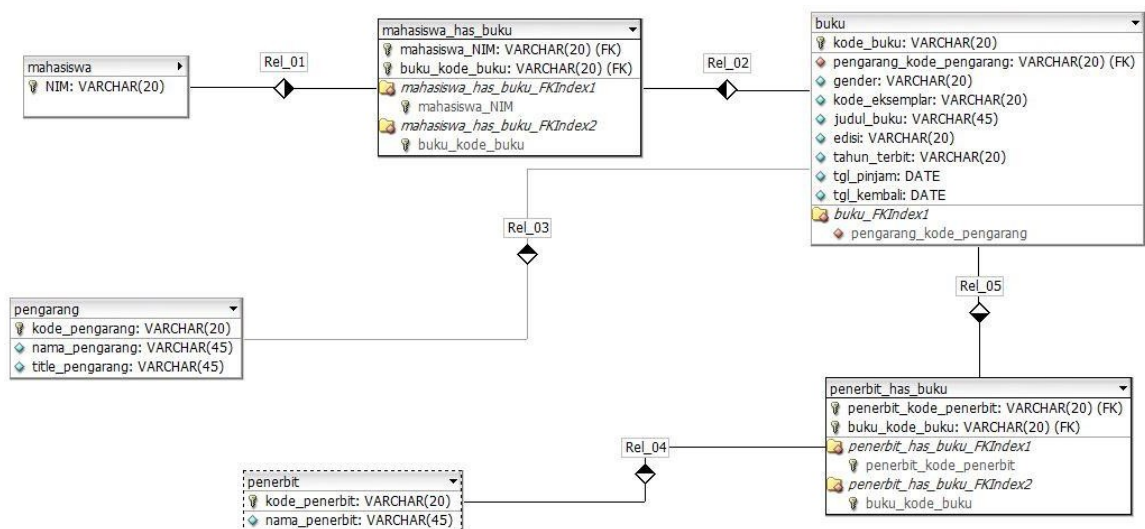 mahasiswa
NIM: VARCHAR(20)
Rel_01
mahasiswa_has_buku
mahasiswa_NIM: VARCHAR(20) (FK)
buku_kode_buku: VARCHAR(20) (FK)
mahasiswa_has_buku_FKIndex1
mahasiswa_NIM
mahasiswa_has_buku_FKIndex2
buku_kode_buku
Rel_02
buku
kode_buku: VARCHAR(20)
pengarang_kode_pengarang: VARCHAR(20) (FK)
gender: VARCHAR(20)
kode_eksemplar: VARCHAR(20)
judul_buku: VARCHAR(45)
edisi: VARCHAR(20)
tahun_terbit: VARCHAR(20)
tgl_pinjam: DATE
tgl_kembali: DATE
buku_FKIndex1
pengarang_kode_pengarang
Rel_03
pengarang
kode_pengarang: VARCHAR(20)
nama_pengarang: VARCHAR(45)
title_pengarang: VARCHAR(45)
Rel_05
penerbit_has_buku
penerbit_kode_penerbit: VARCHAR(20) (FK)
buku_kode_buku: VARCHAR(20) (FK)
penerbit_has_buku_FKIndex1
penerbit_kode_penerbit
penerbit_has_buku_FKIndex2
buku_kode_buku
Rel_04
penerbit
kode_penerbit: VARCHAR(20)
nama_penerbit: VARCHAR(45)